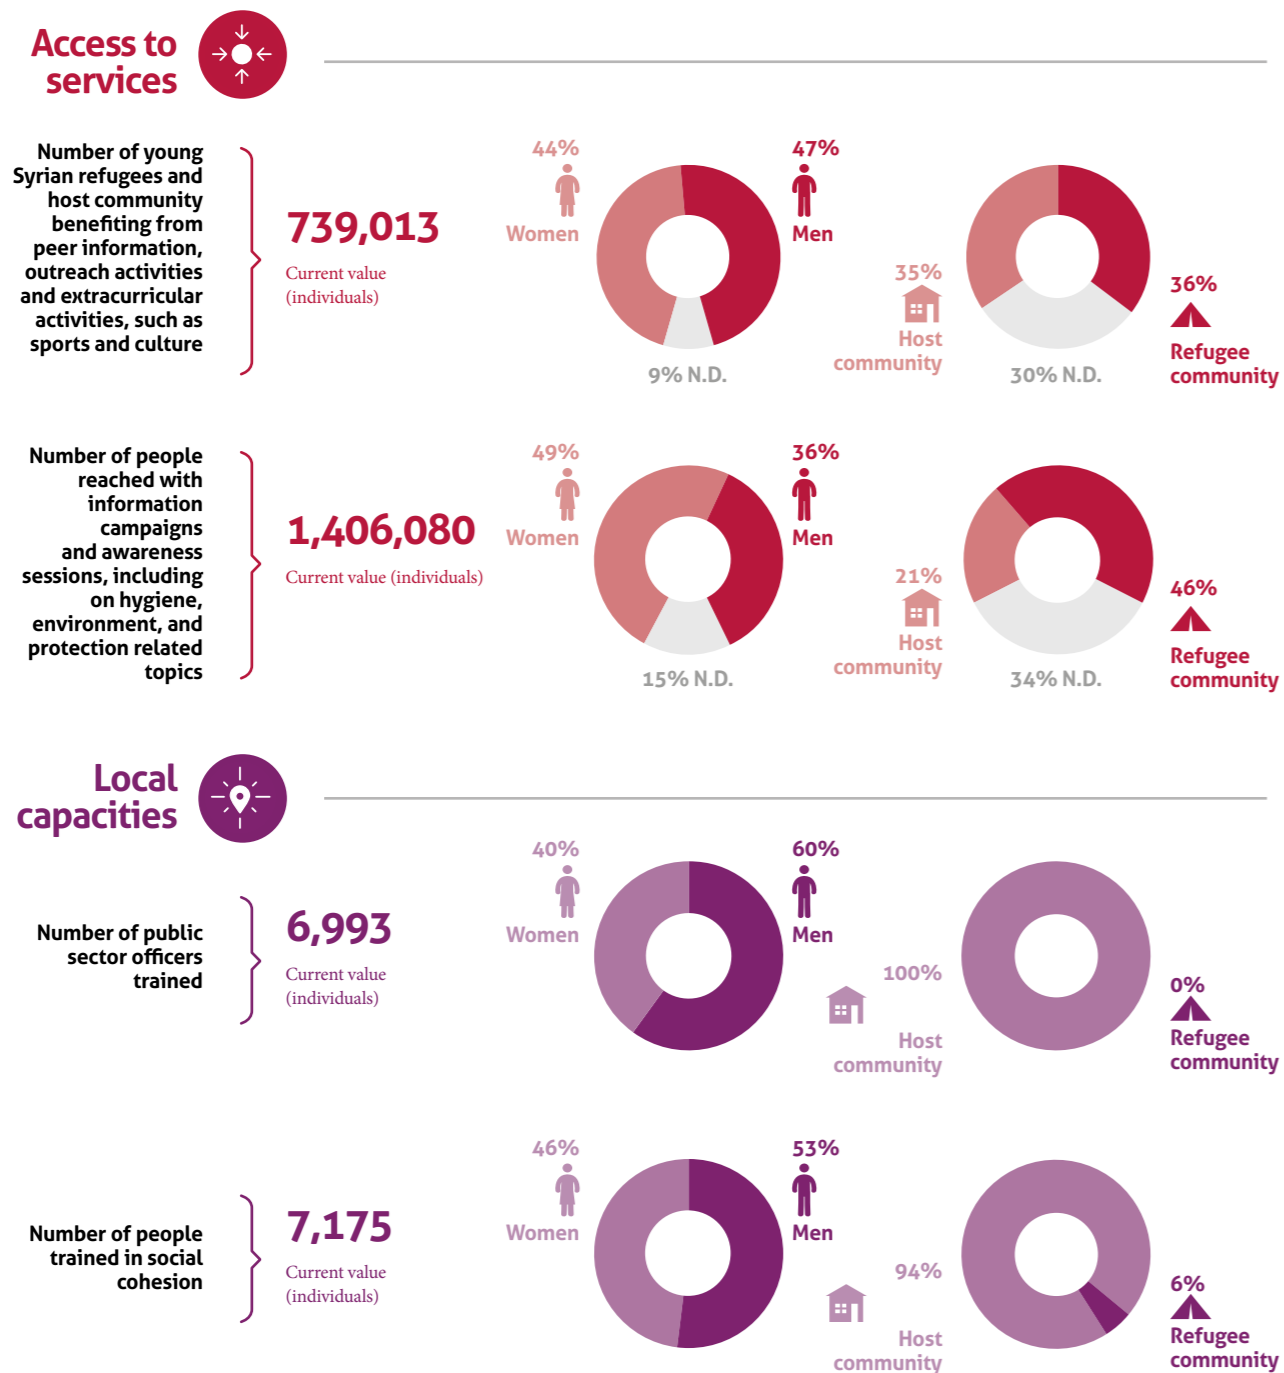 Access to
services
Number of young
Syrian refugees and
host community
benefiting from
peer information,
outreach activities
and extracurricular
activities, such as
sports and culture
739,013
Current value
(individuals)
44%
Women
47%
Men
9% N.D.
35%
Host
community
36%
Refugee
community
30% N.D.
Number of people
reached with
information
campaigns
and awareness
sessions, including
on hygiene,
environment, and
protection related
topics
1,406,080
Current value (individuals)
49%
Women
36%
Men
15% N.D.
21%
Host
community
46%
Refugee
community
34% N.D.
Local
capacities
Number of public
sector officers
trained
6,993
Current value
(individuals)
40%
Women
60%
Men
100%
Host
community
0%
Refugee
community
Number of people
trained in social
cohesion
7,175
Current value
(individuals)
46%
Women
53%
Men
94%
Host
community
6%
Refugee
community